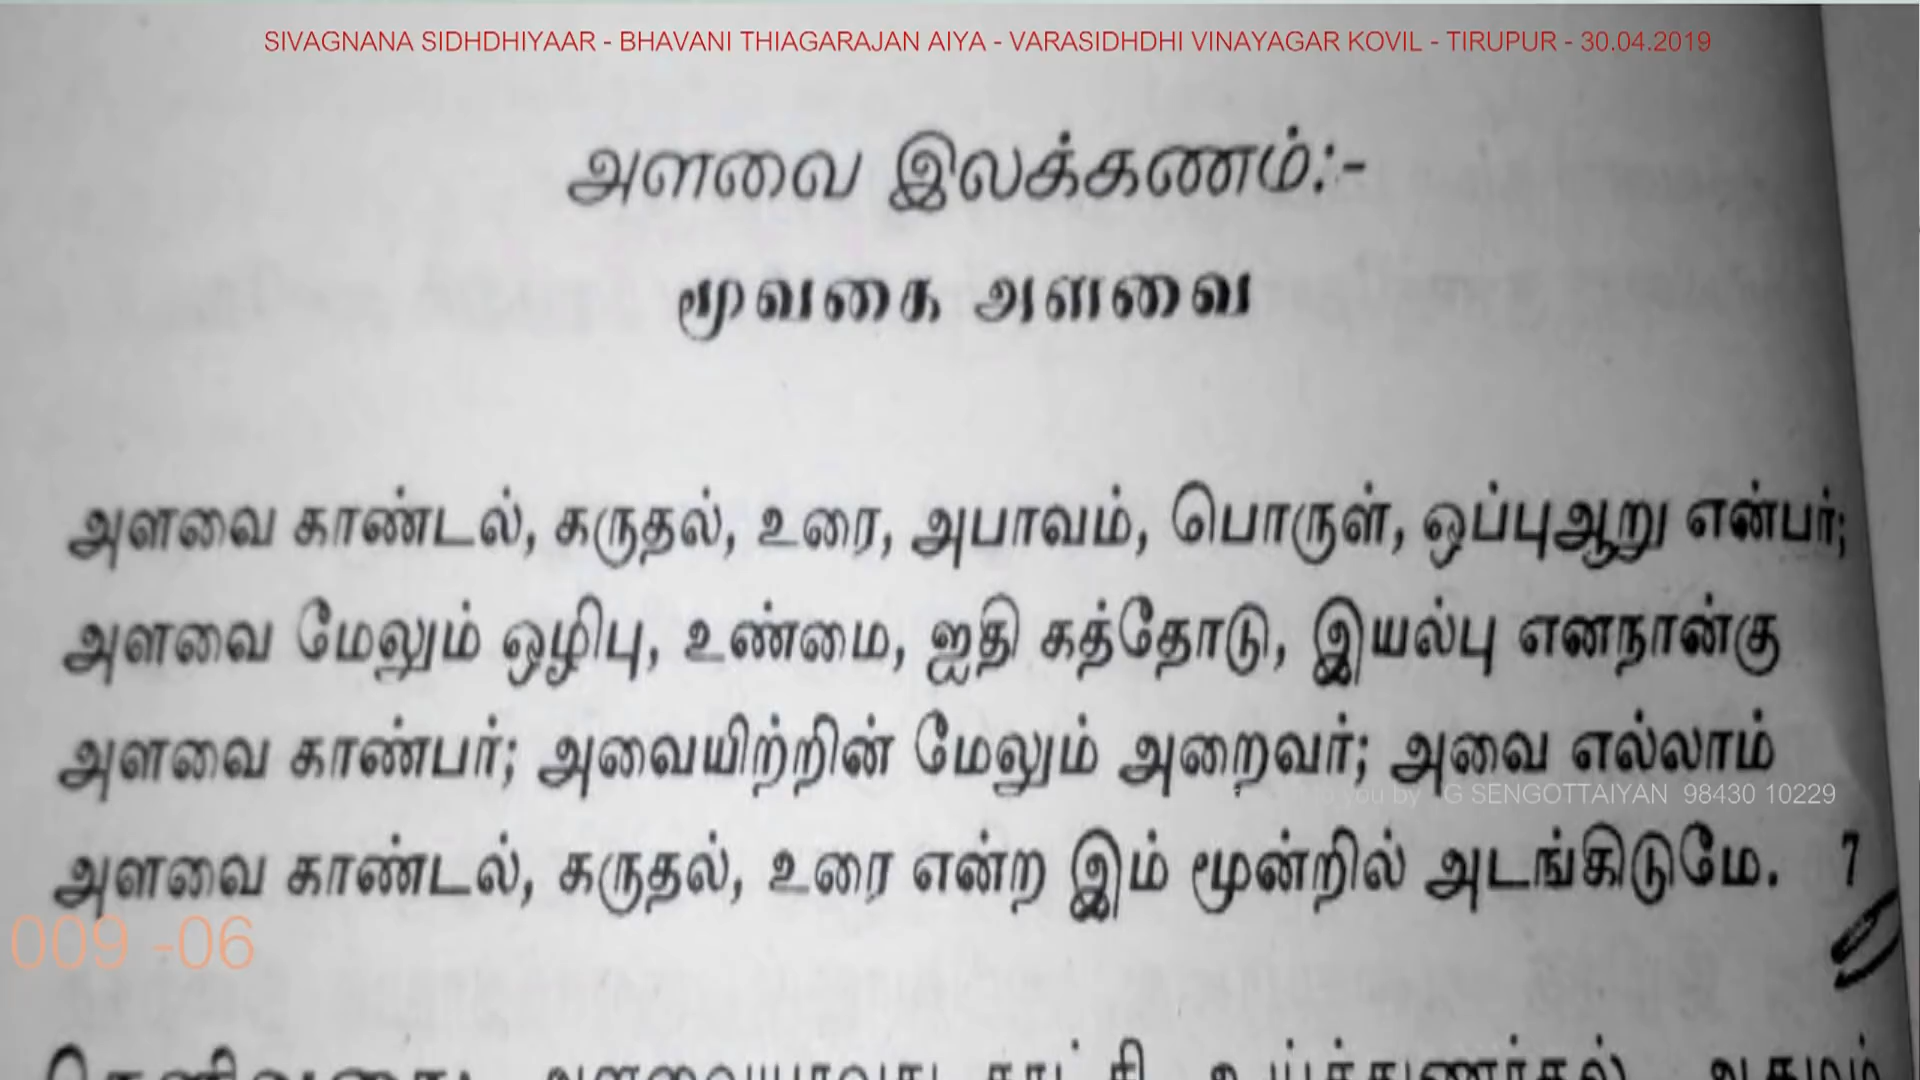 SIVAGNANA SIDHDHIYAAR - BHAVANI THIAGARAJAN AIYA - VARASIDHDHI VINAYAGAR KOVIL - TIRUPUR - 30.04.2019
அளவை இலக்கணம்:-
மூவகை அளவை
அளவை காண்டல், கருதல், உரை, அபாவம், பொருள், ஒப்புஆறு என்பர்;
அளவை மேலும் ஒழிபு, உண்மை, ஐதி கத்தோடு, இயல்பு எனநான்கு
அளவை காண்பர்; அவையிற்றின் மேலும் அறைவர்; அவை எல்லாம்
you by G SENGOTTAIYAN 98430 10229
அளவை காண்டல், கருதல், உரை என்ற இம் மூன்றில் அடங்கிடுமே. 7
009 -06